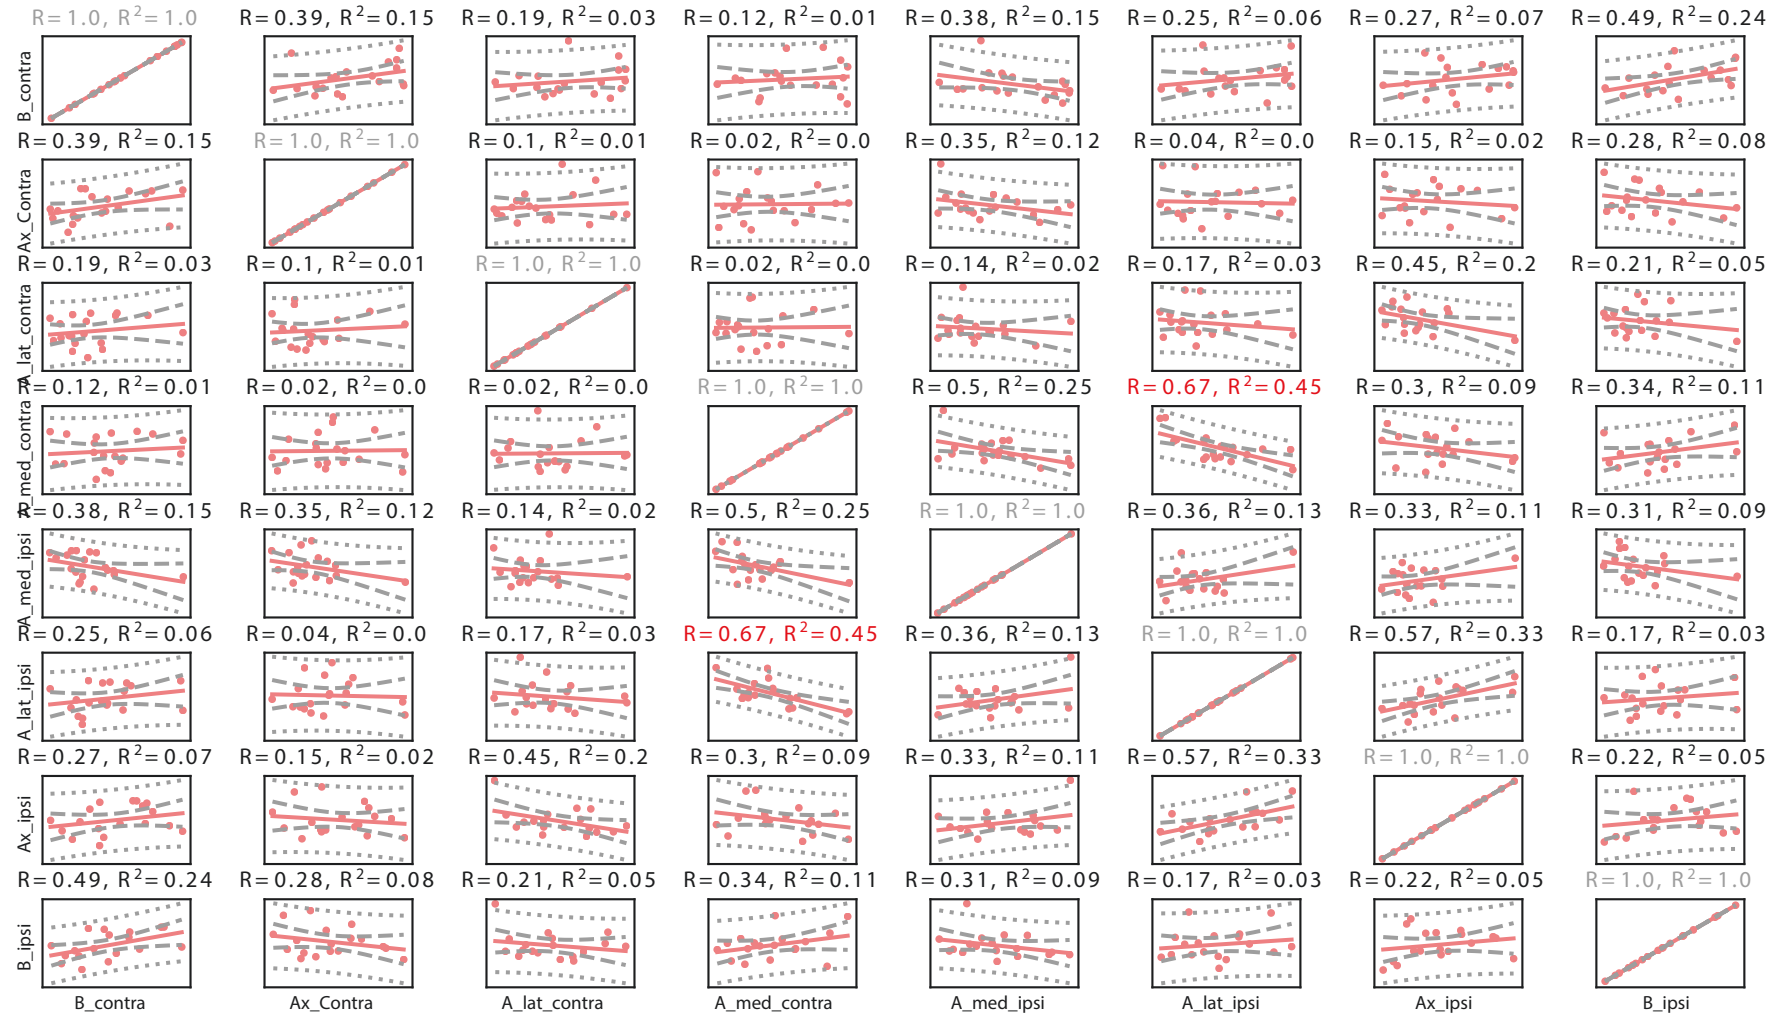 R=1.0, R²=1.0 R=0.39, R²=0.15 R=0.19, R²=0.03 R=0.12, R²=0.01 R=0.38, R²=0.15 R=0.25, R²=0.06 R=0.27, R²=0.07 R=0.49, R²=0.24
B_contra
R=0.39, R²=0.15 R=1.0, R²=1.0 R=0.1, R²=0.01 R=0.02, R²=0.0 R=0.35, R²=0.12 R=0.04, R²=0.0 R=0.15, R²=0.02 R=0.28, R²=0.08
Ax_Contra
R=0.19, R²=0.03 R=0.1, R²=0.01 R=1.0, R²=1.0 R=0.02, R²=0.0 R=0.14, R²=0.02 R=0.17, R²=0.03 R=0.45, R²=0.2 R=0.21, R²=0.05
A_lat_contra
R=0.12, R²=0.01 R=0.02, R²=0.0 R=0.02, R²=0.0 R=1.0, R²=1.0 R=0.5, R²=0.25 R=0.67, R²=0.45 R=0.3, R²=0.09 R=0.34, R²=0.11
A_med_contra
R=0.38, R²=0.15 R=0.35, R²=0.12 R=0.14, R²=0.02 R=0.5, R²=0.25 R=1.0, R²=1.0 R=0.36, R²=0.13 R=0.33, R²=0.11 R=0.31, R²=0.09
A_med_ipsi
R=0.25, R²=0.06 R=0.04, R²=0.0 R=0.17, R²=0.03 R=0.67, R²=0.45 R=0.36, R²=0.13 R=1.0, R²=1.0 R=0.57, R²=0.33 R=0.17, R²=0.03
A_lat_ipsi
R=0.27, R²=0.07 R=0.15, R²=0.02 R=0.45, R²=0.2 R=0.3, R²=0.09 R=0.33, R²=0.11 R=0.57, R²=0.33 R=1.0, R²=1.0 R=0.22, R²=0.05
Ax_ipsi
R=0.49, R²=0.24 R=0.28, R²=0.08 R=0.21, R²=0.05 R=0.34, R²=0.11 R=0.31, R²=0.09 R=0.17, R²=0.03 R=0.22, R²=0.05 R=1.0, R²=1.0
B_ipsi
B_contra Ax_Contra A_lat_contra A_med_contra A_med_ipsi A_lat_ipsi Ax_ipsi B_ipsi